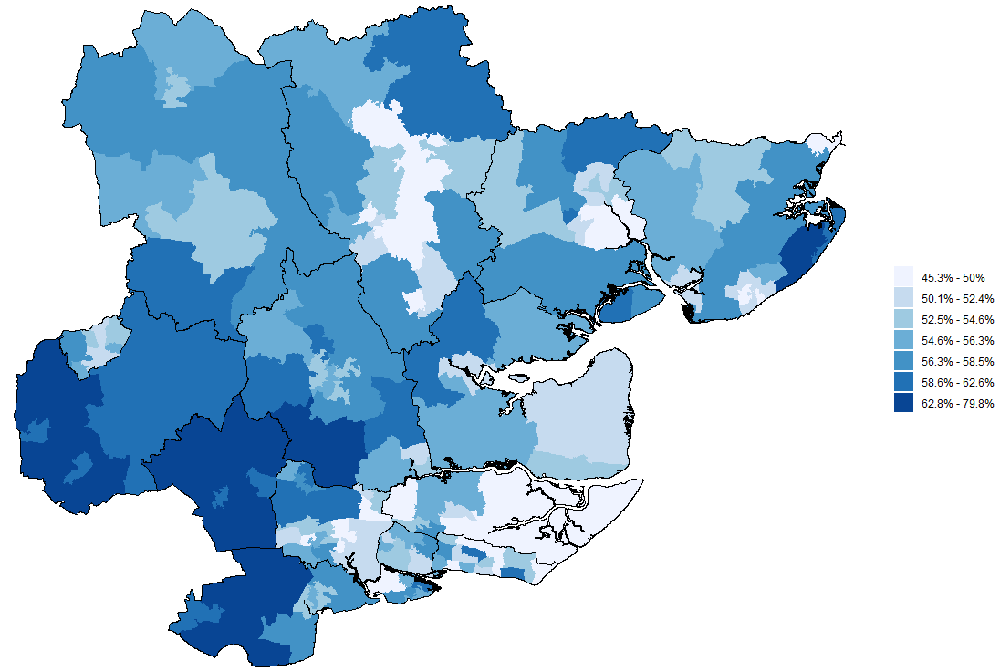 45.3% - 50%
50.1% - 52.4%
52.5% - 54.6%
54.6% - 56.3%
56.3% - 58.5%
58.6% - 62.6%
62.8% - 79.8%